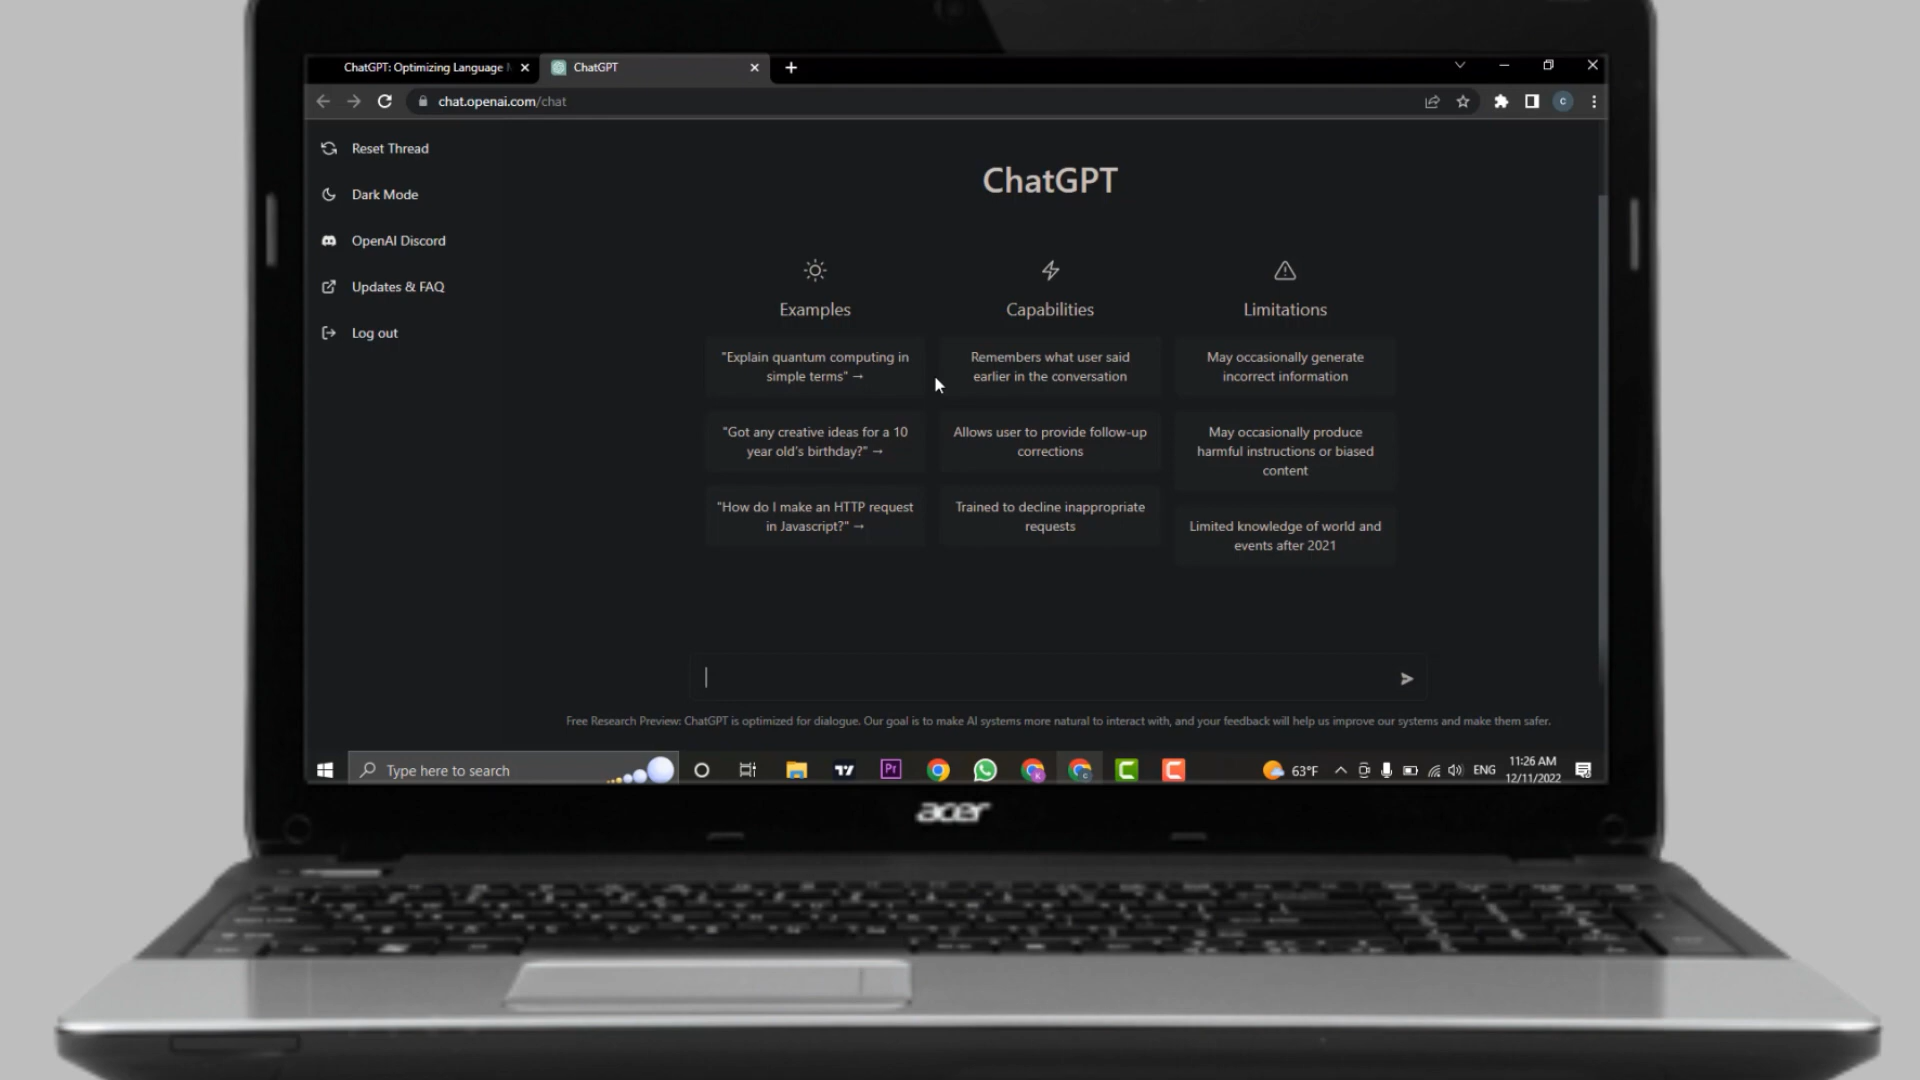 ChatGPT: Optimizing Language
ChatGPT
chat.openai.com/chat
C
Reset Thread
Dark Mode
OpenAI Discord
Updates & FAQ
Log out
ChatGPT
Examples
"Explain quantum computing in
simple terms" →
"Got any creative ideas for a 10
year old's birthday?" →
"How do I make an HTTP request
in Javascript?" →
Capabilities
Remembers what user said
earlier in the conversation
Allows user to provide follow-up
corrections
Trained to decline inappropriate
requests
Limitations
May occasionally generate
incorrect information
May occasionally produce
harmful instructions or biased
content
Limited knowledge of world and
events after 2021
Free Research Preview: ChatGPT is optimized for dialogue. Our goal is to make AI systems more natural to interact with, and your feedback will help us improve our systems and make them safer.
Type here to search
Pr
63°F
ENG
11:26 AM
12/11/2022
acer